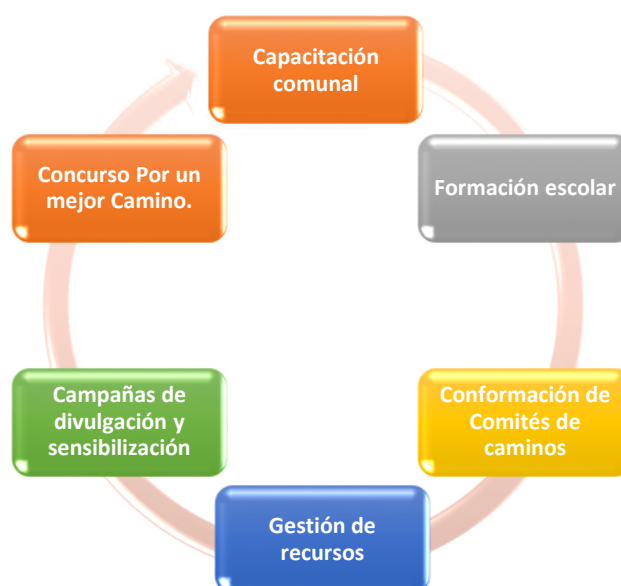 Capacitación
comunal
Formación escolar
Conformación de
Comités de
caminos
Gestión de
recursos
Campañas de
divulgación y
sensibilización
Concurso Por un
mejor Camino.